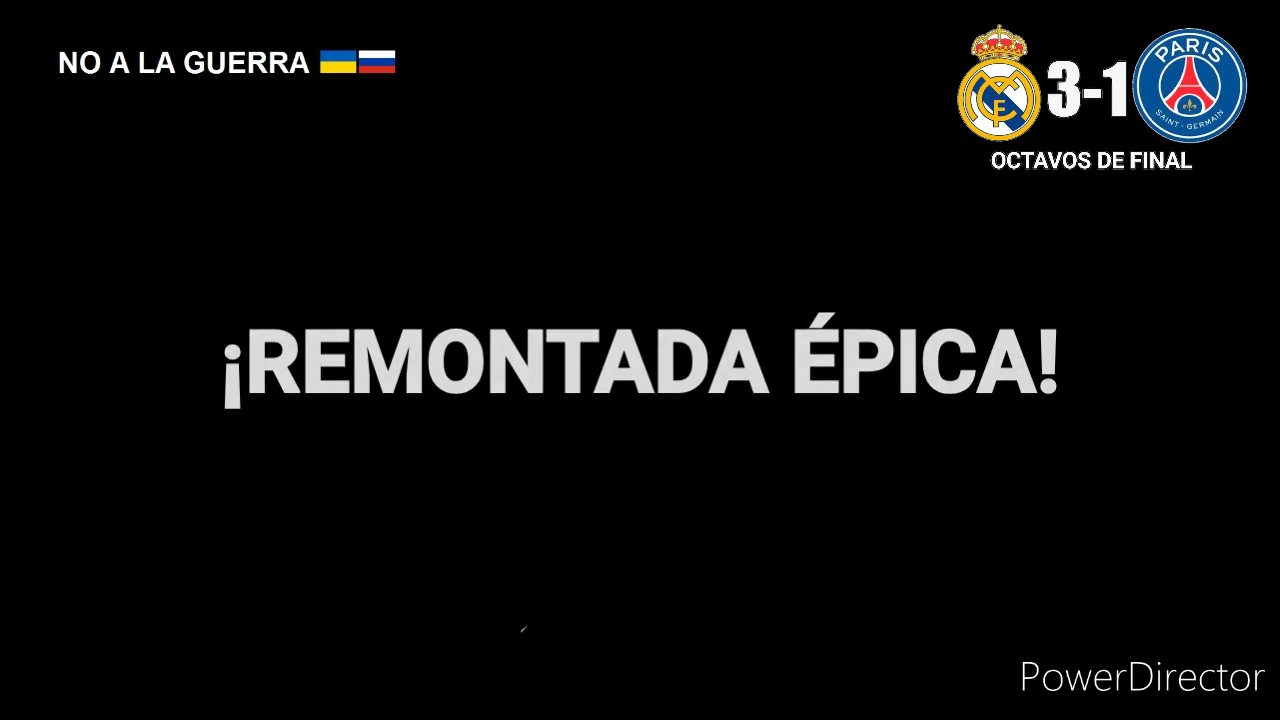 NO A LA GUERRA
3-1
PARIS
SAINT-GERMAIN
OCTAVOS DE FINAL
¡REMONTADA ÉPICA!
PowerDirector